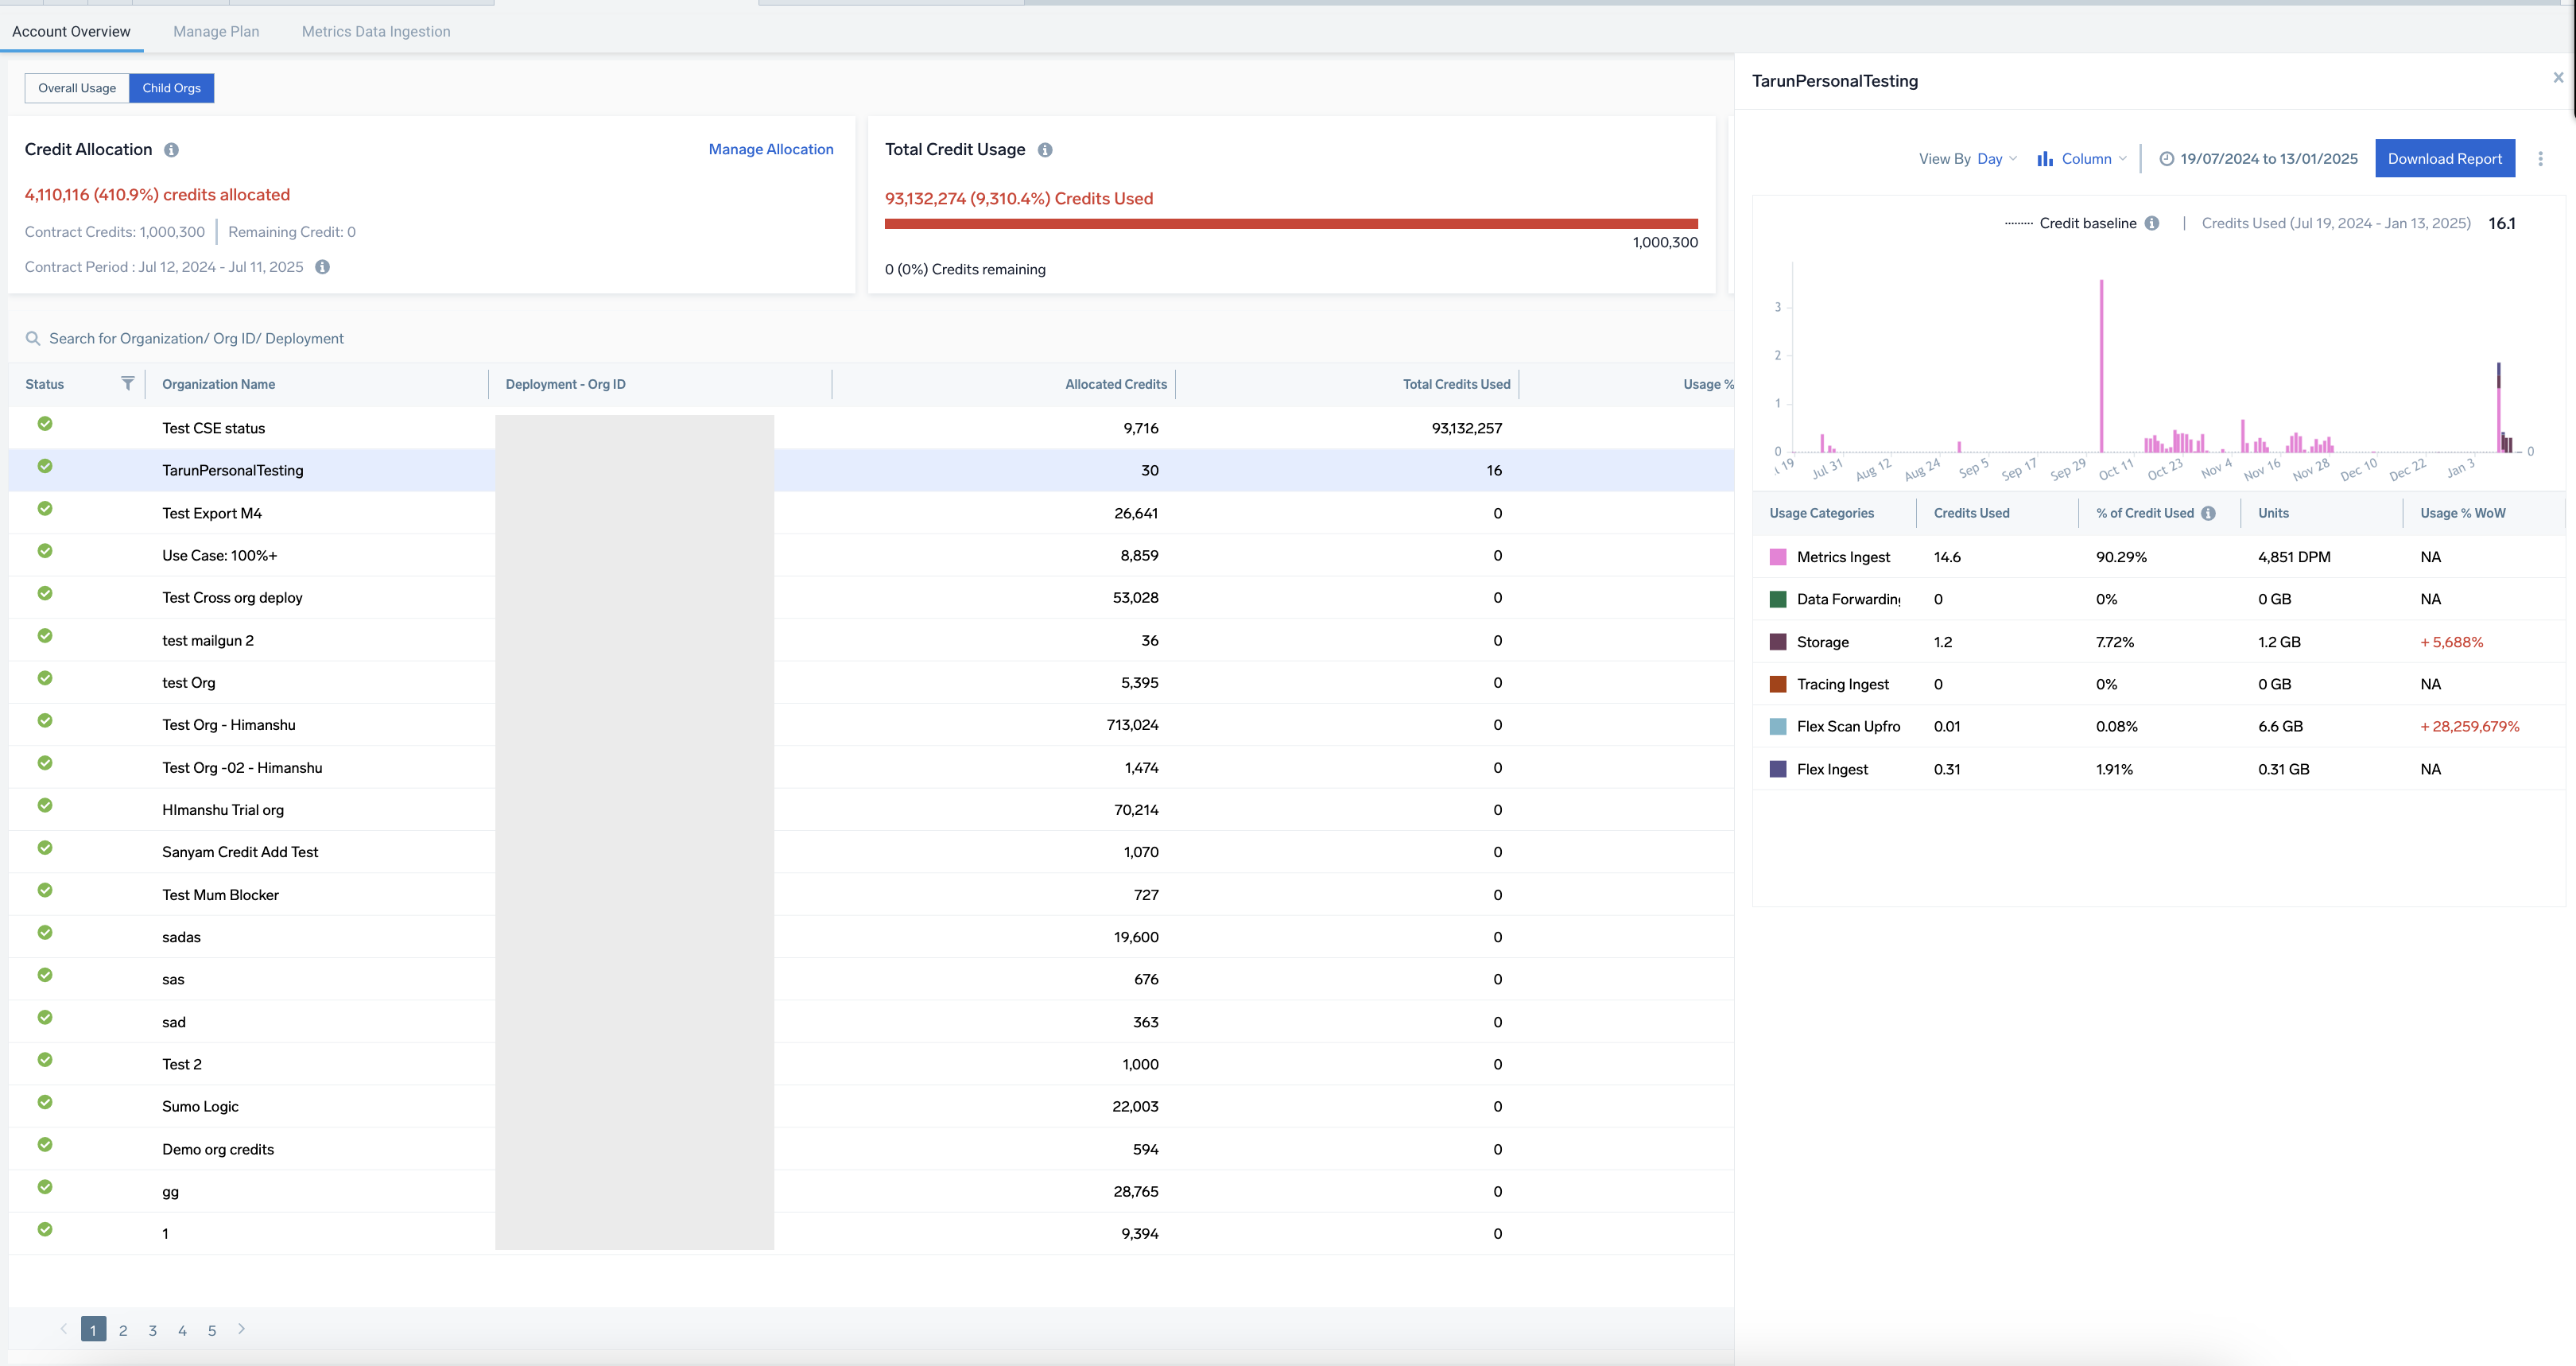 Account Overview Manage Plan Metrics Data Ingestion
Overall Usage Child Orgs
Credit Allocation Manage Allocation
4,110,116 (410.9%) credits allocated
Contract Credits: 1,000,300 Remaining Credit: 0
Contract Period : Jul 12, 2024 - Jul 11, 2025
Total Credit Usage
93,132,274 (9,310.4%) Credits Used
1,000,300
0 (0%) Credits remaining
Search for Organization/ Org ID/ Deployment
Status Organization Name Deployment - Org ID Allocated Credits Total Credits Used Usage %
Test CSE status 9,716 93,132,257
TarunPersonalTesting 30 16
Test Export M4 26,641 0
Use Case: 100%+ 8,859 0
Test Cross org deploy 53,028 0
test mailgun 2 36 0
test Org 5,395 0
Test Org - Himanshu 713,024 0
Test Org -02 - Himanshu 1,474 0
HImanshu Trial org 70,214 0
Sanyam Credit Add Test 1,070 0
Test Mum Blocker 727 0
sadas 19,600 0
sas 676 0
sad 363 0
Test 2 1,000 0
Sumo Logic 22,003 0
Demo org credits 594 0
gg 28,765 0
1 9,394 0
1 2 3 4 5
TarunPersonalTesting
View By Day Column 19/07/2024 to 13/01/2025 Download Report
Credit baseline | Credits Used (Jul 19, 2024 - Jan 13, 2025) 16.1
3
2
1
0 0
l 19 Jul 31 Aug 12 Aug 24 Sep 5 Sep 17 Sep 29 Oct 11 Oct 23 Nov 4 Nov 16 Nov 28 Dec 10 Dec 22 Jan 3
Usage Categories Credits Used % of Credit Used Units Usage % WoW
Metrics Ingest 14.6 90.29% 4,851 DPM NA
Data Forwarding 0 0% 0 GB NA
Storage 1.2 7.72% 1.2 GB + 5,688%
Tracing Ingest 0 0% 0 GB NA
Flex Scan Upfro 0.01 0.08% 6.6 GB + 28,259,679%
Flex Ingest 0.31 1.91% 0.31 GB NA